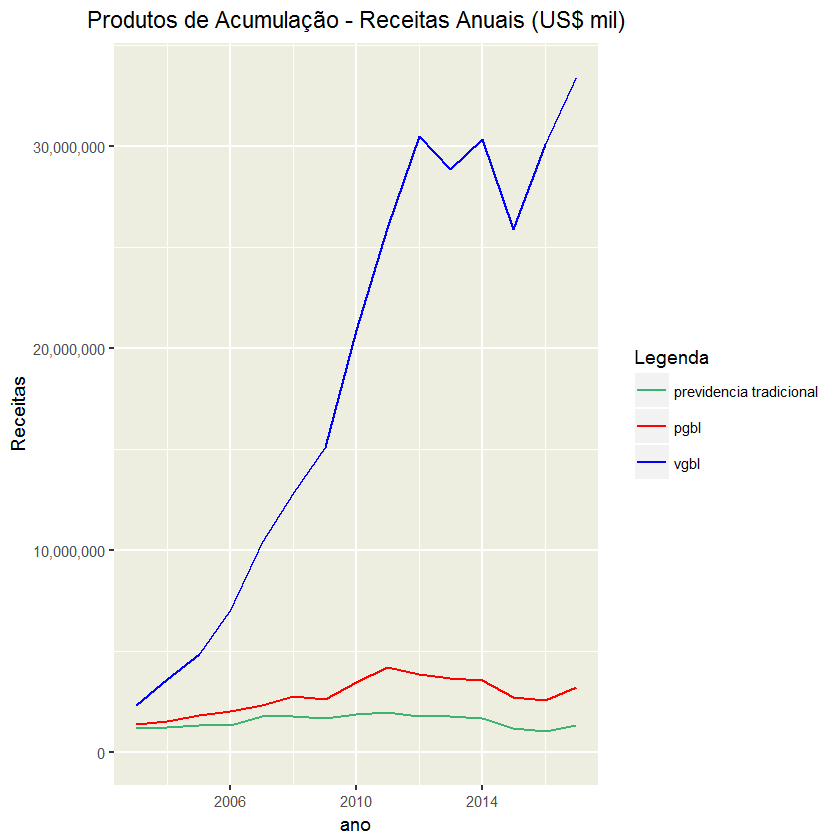 Produtos de Acumulação - Receitas Anuais (US$ mil)
30,000,000
20,000,000
10,000,000
0
Receitas
2006 2010 2014
ano
Legenda
previdencia tradicional
pgbl
vgbl